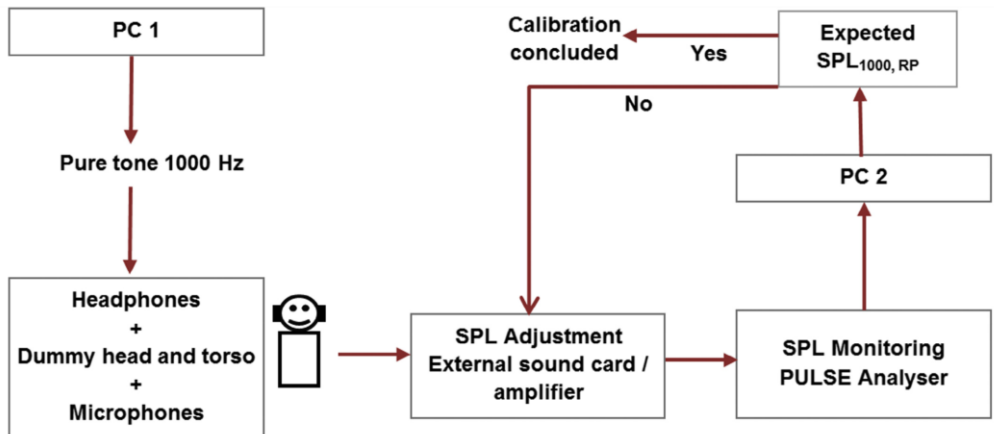 PC 1
Pure tone 1000 Hz
Headphones
+
Dummy head and torso
+
Microphones
SPL Adjustment
External sound card /
amplifier
SPL Monitoring
PULSE Analyser
PC 2
Expected
SPL1000, RP
Yes
Calibration
concluded
No